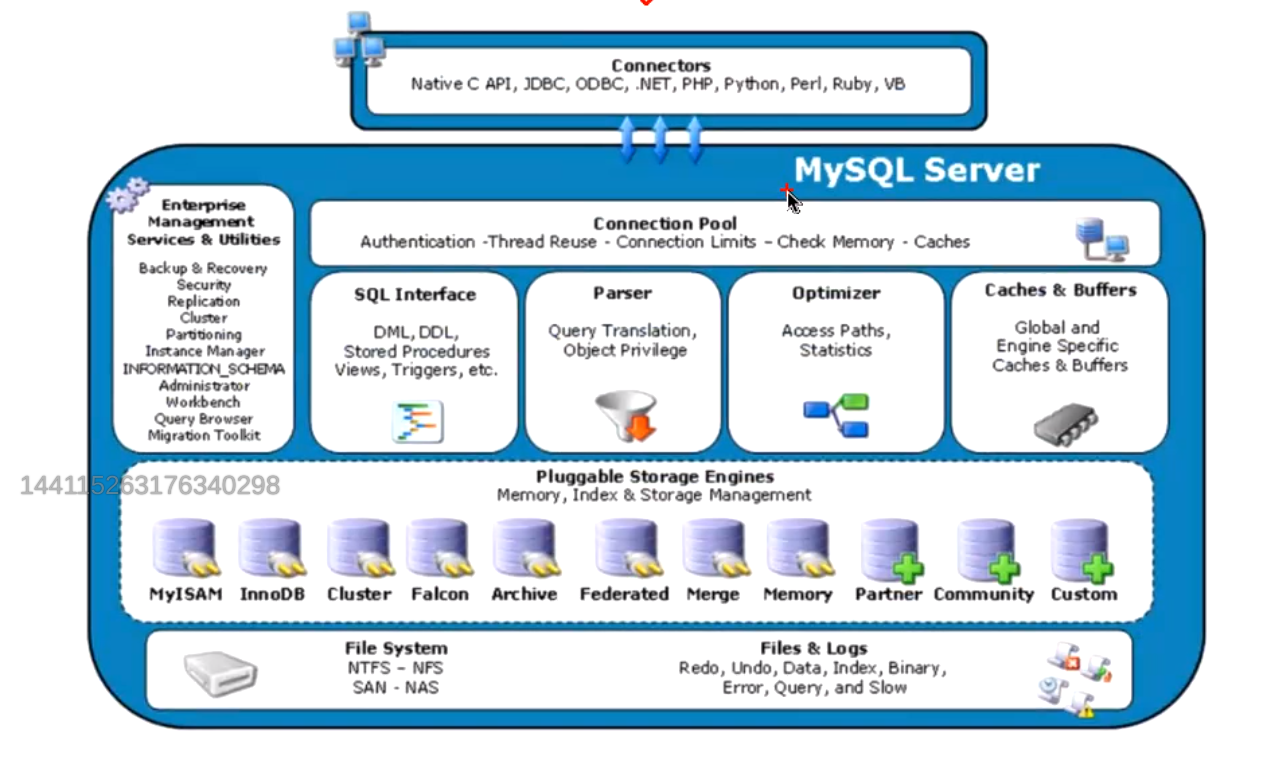 Connectors
Native C API, JDBC, ODBC, .NET, PHP, Python, Perl, Ruby, VB
MySQL Server
Enterprise
Management
Services & Utilities
Backup & Recovery
Security
Replication
Cluster
Partitioning
Instance Manager
INFORMATION_SCHEMA
Administrator
Workbench
Query Browser
Migration Toolkit
Connection Pool
Authentication -Thread Reuse - Connection Limits – Check Memory - Caches
SQL Interface
DML, DDL,
Stored Procedures
Views, Triggers, etc.
Parser
Query Translation,
Object Privilege
Optimizer
Access Paths,
Statistics
Caches & Buffers
Global and
Engine Specific
Caches & Buffers
144115263176340298
Pluggable Storage Engines
Memory, Index & Storage Management
MyISAM InnoDB Cluster Falcon Archive Federated Merge Memory Partner Community Custom
File System
NTFS – NFS
SAN - NAS
Files & Logs
Redo, Undo, Data, Index, Binary,
Error, Query, and Slow